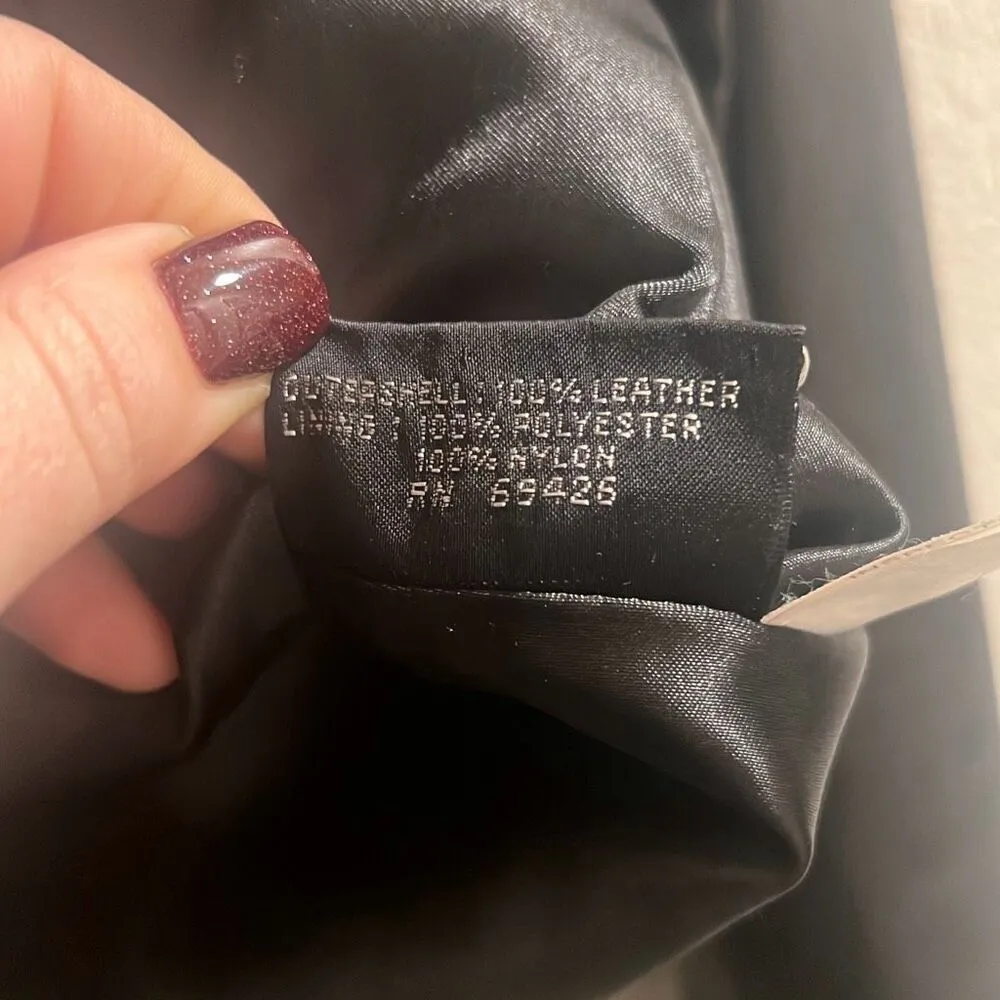 OUTERSHELL : 100% LEATHER
LINING : 100% POLYESTER
100% NYLON
RN 69426